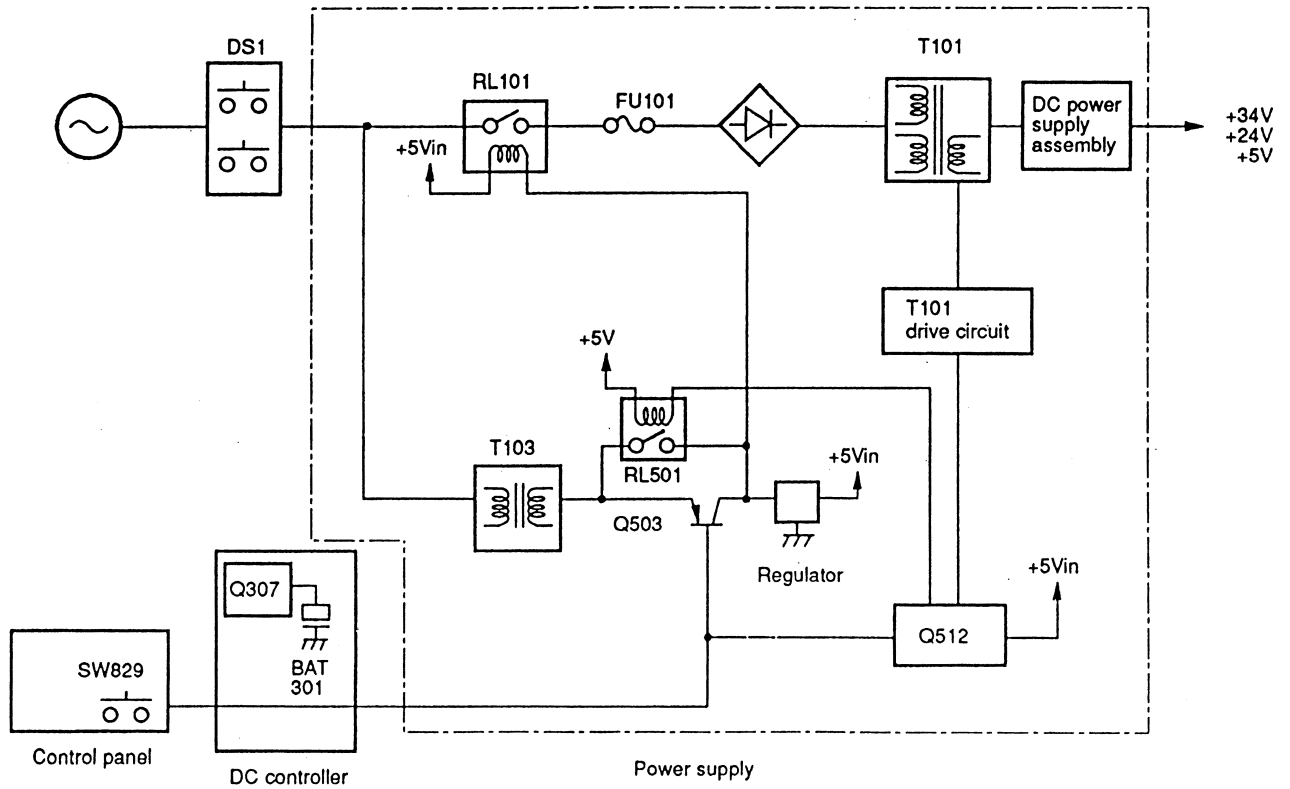 DS1
RL101
FU101
T101
DC power
supply
assembly
+34V
+24V
+5V
+5Vin
T101
drive circuit
+5V
RL501
T103
Q503
+5Vin
Regulator
+5Vin
Q512
Q307
BAT
301
SW829
Control panel
DC controller
Power supply